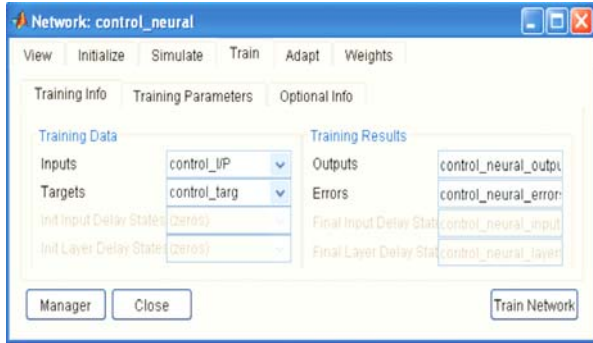 Network: control_neural
View Initialize Simulate Train Adapt Weights
Training Info Training Parameters Optional Info
Training Data Training Results
Inputs control_I/P Outputs control_neural_outpu
Targets control_targ Errors control_neural_error
Init Input Delay States (zeros) Final Input Delay Stat control_neural_input
Init Layer Delay States (zeros) Final Layer Delay Stat control_neural_layer
Manager Close Train Network